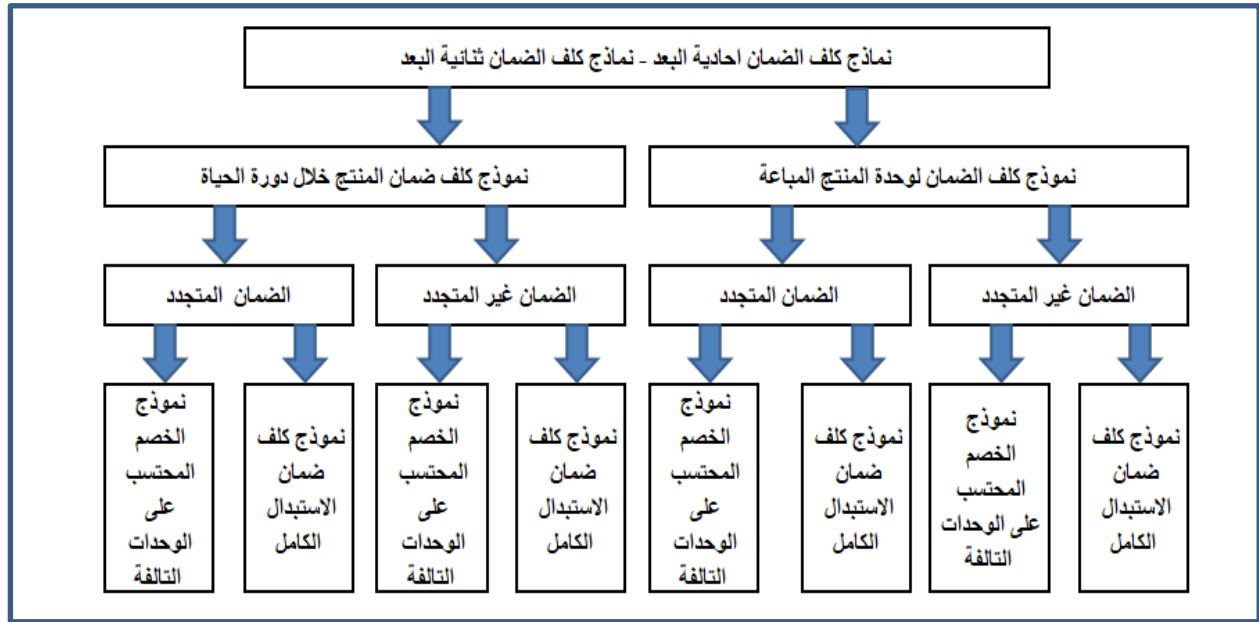 نماذج كلف الضمان احادية البعد - نماذج كلف الضمان ثنائية البعد
نموذج كلف الضمان لوحدة المنتج المباعة
نموذج كلف ضمان المنتج خلال دورة الحياة
الضمان غير المتجدد
الضمان المتجدد
الضمان غير المتجدد
الضمان المتجدد
نموذج كلف
ضمان
الاستبدال
الكامل
نموذج
الخصم
المحتسب
على الوحدات
التالفة
نموذج كلف
ضمان
الاستبدال
الكامل
نموذج
الخصم
المحتسب
على
الوحدات
التالفة
نموذج كلف
ضمان
الاستبدال
الكامل
نموذج
الخصم
المحتسب
على
الوحدات
التالفة
نموذج كلف
ضمان
الاستبدال
الكامل
نموذج
الخصم
المحتسب
على
الوحدات
التالفة